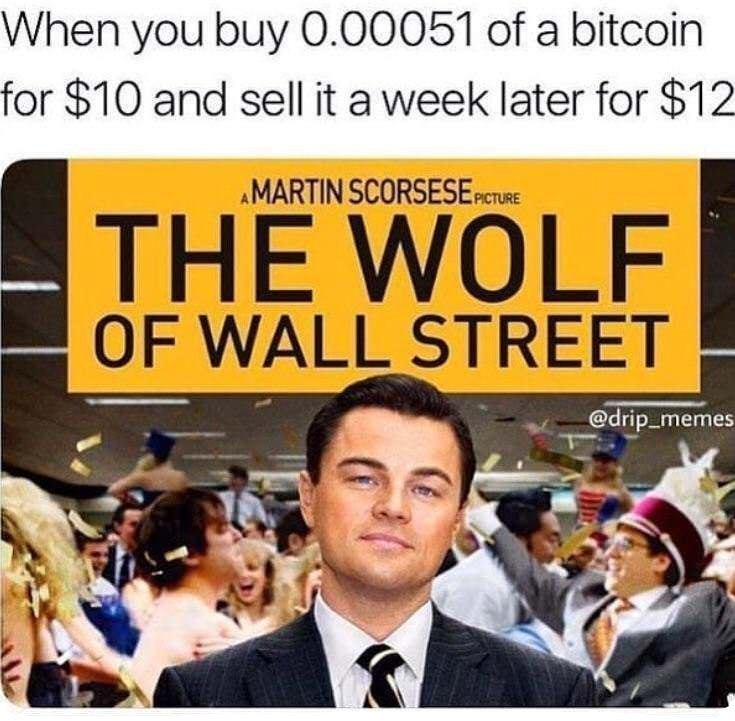 When you buy 0.00051 of a bitcoin
for $10 and sell it a week later for $12
A MARTIN SCORSESE PICTURE
THE WOLF
OF WALL STREET
@drip_memes